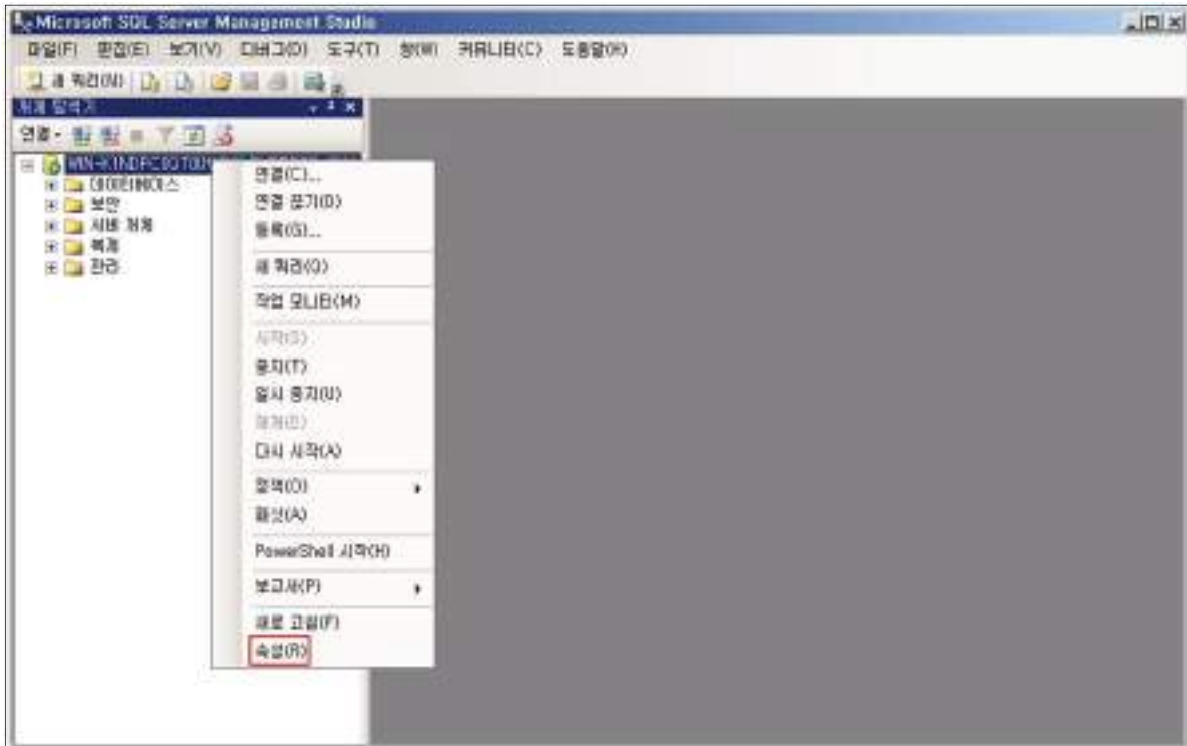 Microsoft SQL Server Management Studio
파일(F) 편집(E) 보기(V) 디버그(D) 도구(T) 창(W) 커뮤니티(C) 도움말(H)
새 쿼리(N)
개체 탐색기
연결
데이터베이스
보안
서버 개체
복제
관리
연결(C)...
연결 끊기(D)
등록(G)...
새 쿼리(Q)
작업 모니터(M)
시작(S)
중지(T)
일시 중지(U)
다시 시작(A)
정책(O)
패싯(A)
PowerShell 시작(H)
보고서(P)
새로 고침(F)
속성(R)